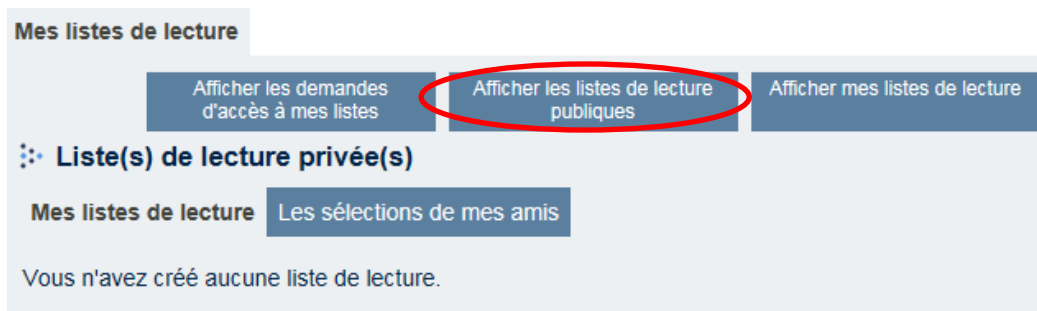 Mes listes de lecture
Afficher les demandes
d'accès à mes listes
Afficher les listes de lecture
publiques
Afficher mes listes de lecture
Liste(s) de lecture privée(s)
Mes listes de lecture
Les sélections de mes amis
Vous n'avez créé aucune liste de lecture.